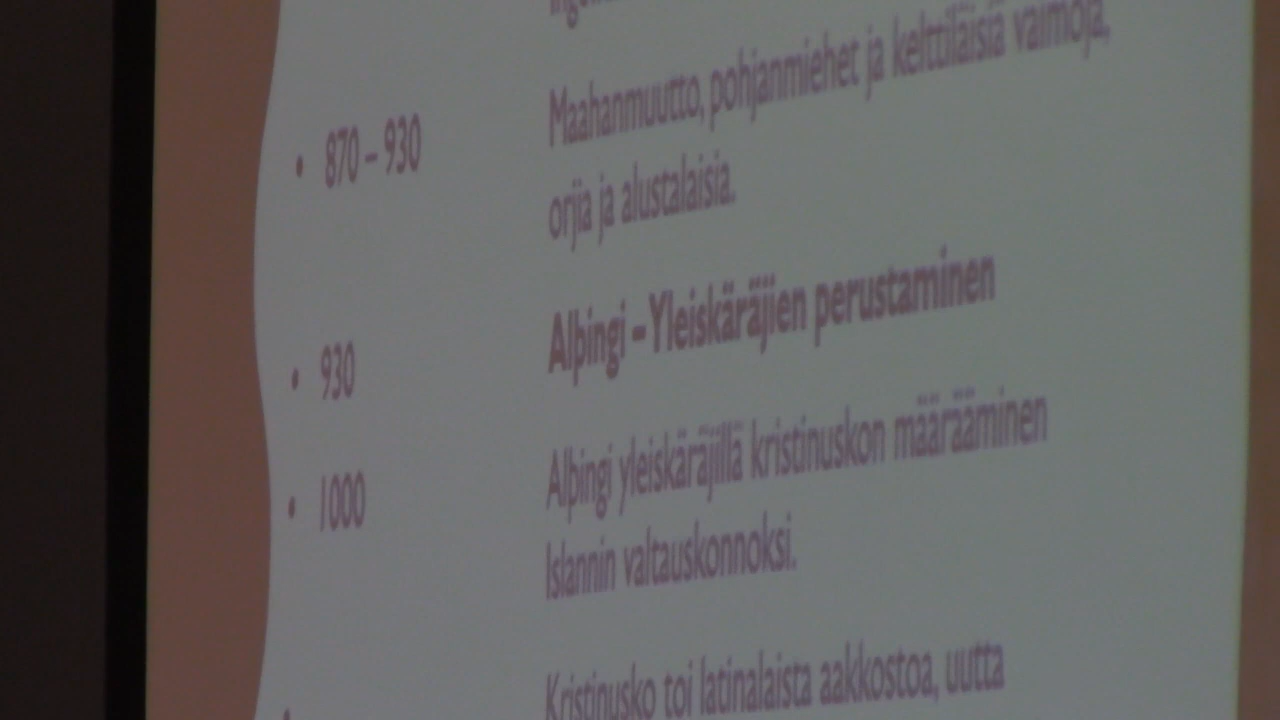 • 870 – 930 Maahanmuutto, pohjanmiehet ja kelttiläisiä vaimoja,
orjia ja alustalaisia.
• 930 Alþingi – Yleiskäräjien perustaminen
• 1000 Alþingi yleiskäräjillä kristinuskon määrääminen
Islannin valtauskonnoksi.
Kristinusko toi latinalaista aakkostoa, uutta